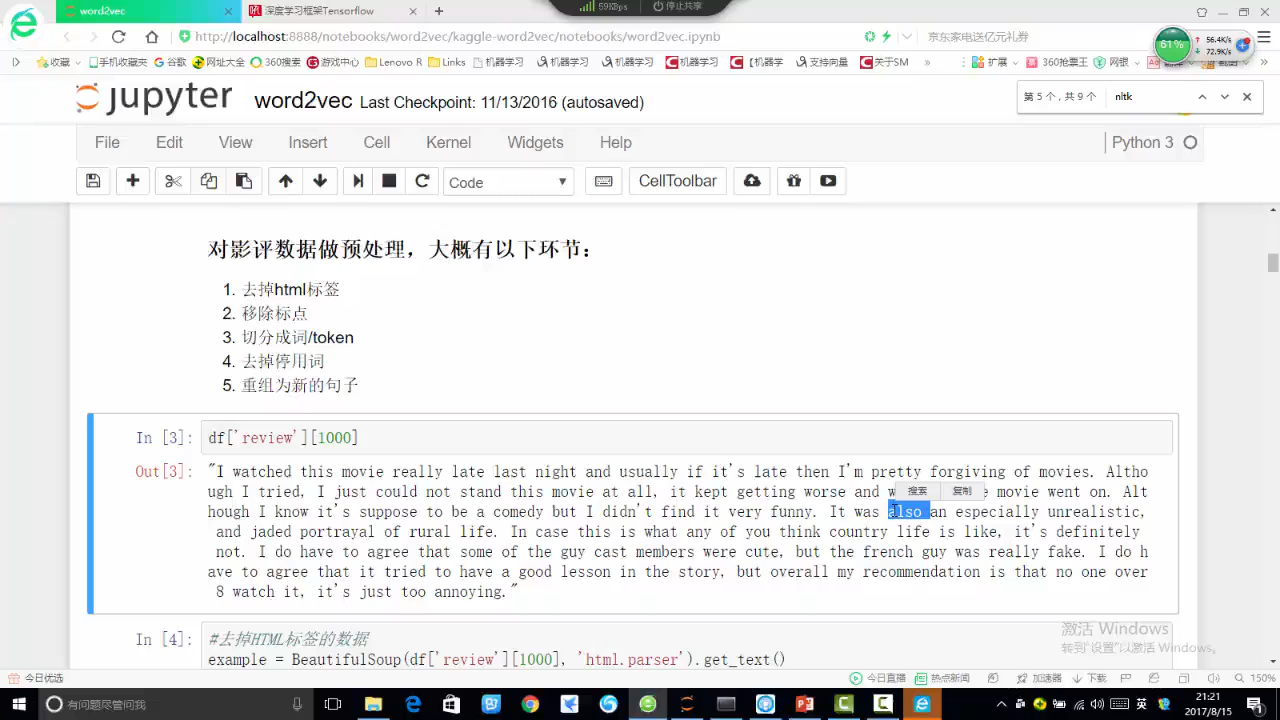 word2vec
深度学习框架Tensorflow
59KBps
停止共享
http://localhost:8888/notebooks/word2vec/kaggle-word2vec/notebooks/word2vec.ipynb
京东家电送亿元礼券
61%
56.4K/s
72.9K/s
收藏 手机收藏夹 谷歌 网址大全 360搜索 游戏中心 Lenovo R Links 机器学习 机器学习 机器学习 机器学习 【机器学 支持向量 关于SM » 扩展 360抢票王 网银
jupyter word2vec Last Checkpoint: 11/13/2016 (autosaved)
第 5 个，共 9 个 nltk
File Edit View Insert Cell Kernel Widgets Help Python 3
Code CellToolbar
对影评数据做预处理，大概有以下环节：
1. 去掉html标签
2. 移除标点
3. 切分成词/token
4. 去掉停用词
5. 重组为新的句子
In [3]: df['review'][1000]
Out[3]: "I watched this movie really late last night and usually if it's late then I'm pretty forgiving of movies. Altho
ugh I tried, I just could not stand this movie at all, it kept getting worse and w 搜索 复制 e movie went on. Alt
hough I know it's suppose to be a comedy but I didn't find it very funny. It was also an especially unrealistic,
and jaded portrayal of rural life. In case this is what any of you think country life is like, it's definitely
not. I do have to agree that some of the guy cast members were cute, but the french guy was really fake. I do h
ave to agree that it tried to have a good lesson in the story, but overall my recommendation is that no one over
8 watch it, it's just too annoying."
In [4]: #去掉HTML标签的数据
example = BeautifulSoup(df['review'][1000], 'html.parser').get_text()
激活 Windows
转到"设置"以激活 Windows。
今日优选 今日直播 热点新闻 加速器 下载 150%
有问题尽管问我
英
21:21
2017/8/15